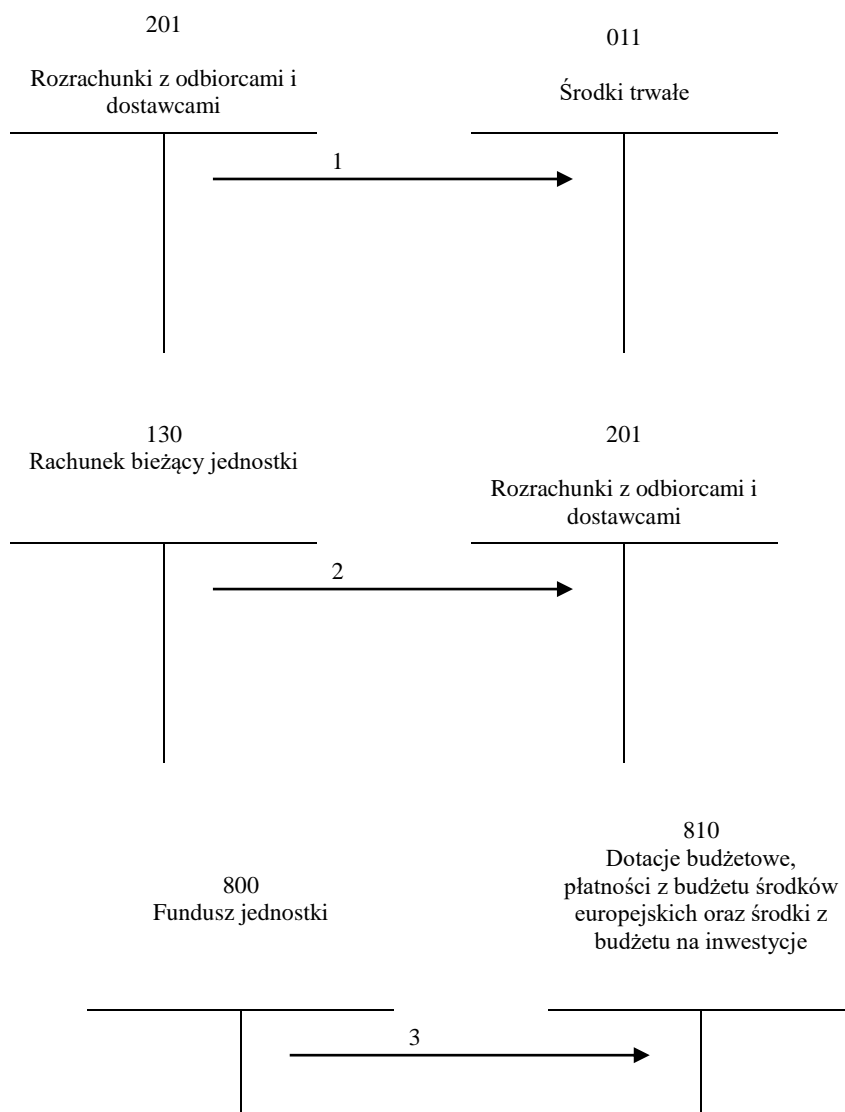 201
Rozrachunki z odbiorcami i
dostawcami
011
Środki trwałe
1
130
Rachunek bieżący jednostki
201
Rozrachunki z odbiorcami i
dostawcami
2
800
Fundusz jednostki
810
Dotacje budżetowe,
płatności z budżetu środków
europejskich oraz środki z
budżetu na inwestycje
3